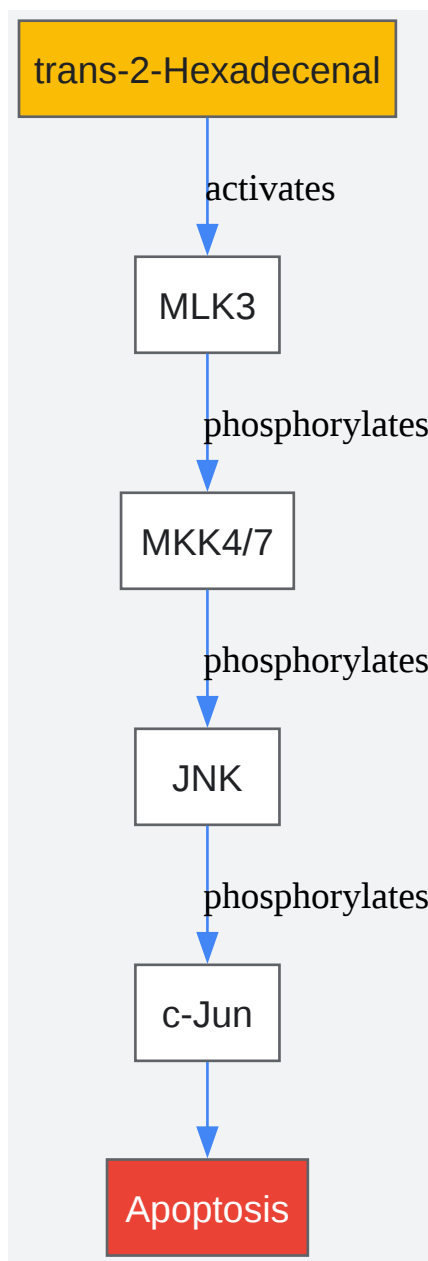 trans-2-Hexadecenal
activates
MLK3
phosphorylates
MKK4/7
phosphorylates
JNK
phosphorylates
c-Jun
Apoptosis